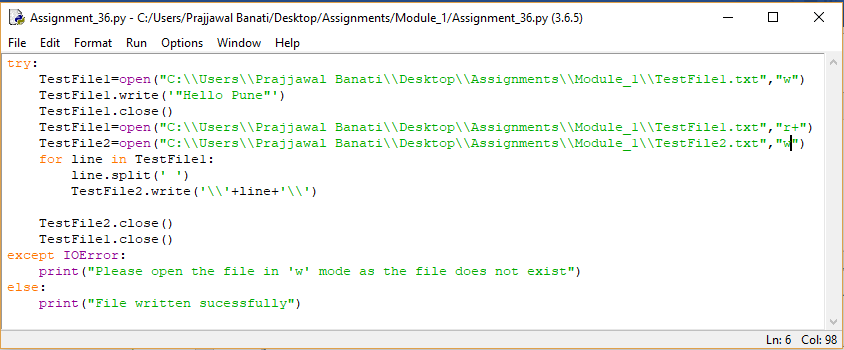 Assignment_36.py - C:/Users/Prajjawal Banati/Desktop/Assignments/Module_1/Assignment_36.py (3.6.5)
File Edit Format Run Options Window Help
try:
    TestFile1=open("C:\\Users\\Prajjawal Banati\\Desktop\\Assignments\\Module_1\\TestFile1.txt","w")
    TestFile1.write('"Hello Pune"')
    TestFile1.close()
    TestFile1=open("C:\\Users\\Prajjawal Banati\\Desktop\\Assignments\\Module_1\\TestFile1.txt","r+")
    TestFile2=open("C:\\Users\\Prajjawal Banati\\Desktop\\Assignments\\Module_1\\TestFile2.txt","w")
    for line in TestFile1:
        line.split(' ')
        TestFile2.write('\\'+line+'\\')
    TestFile2.close()
    TestFile1.close()
except IOError:
    print("Please open the file in 'w' mode as the file does not exist")
else:
    print("File written sucessfully")
Ln: 6 Col: 98